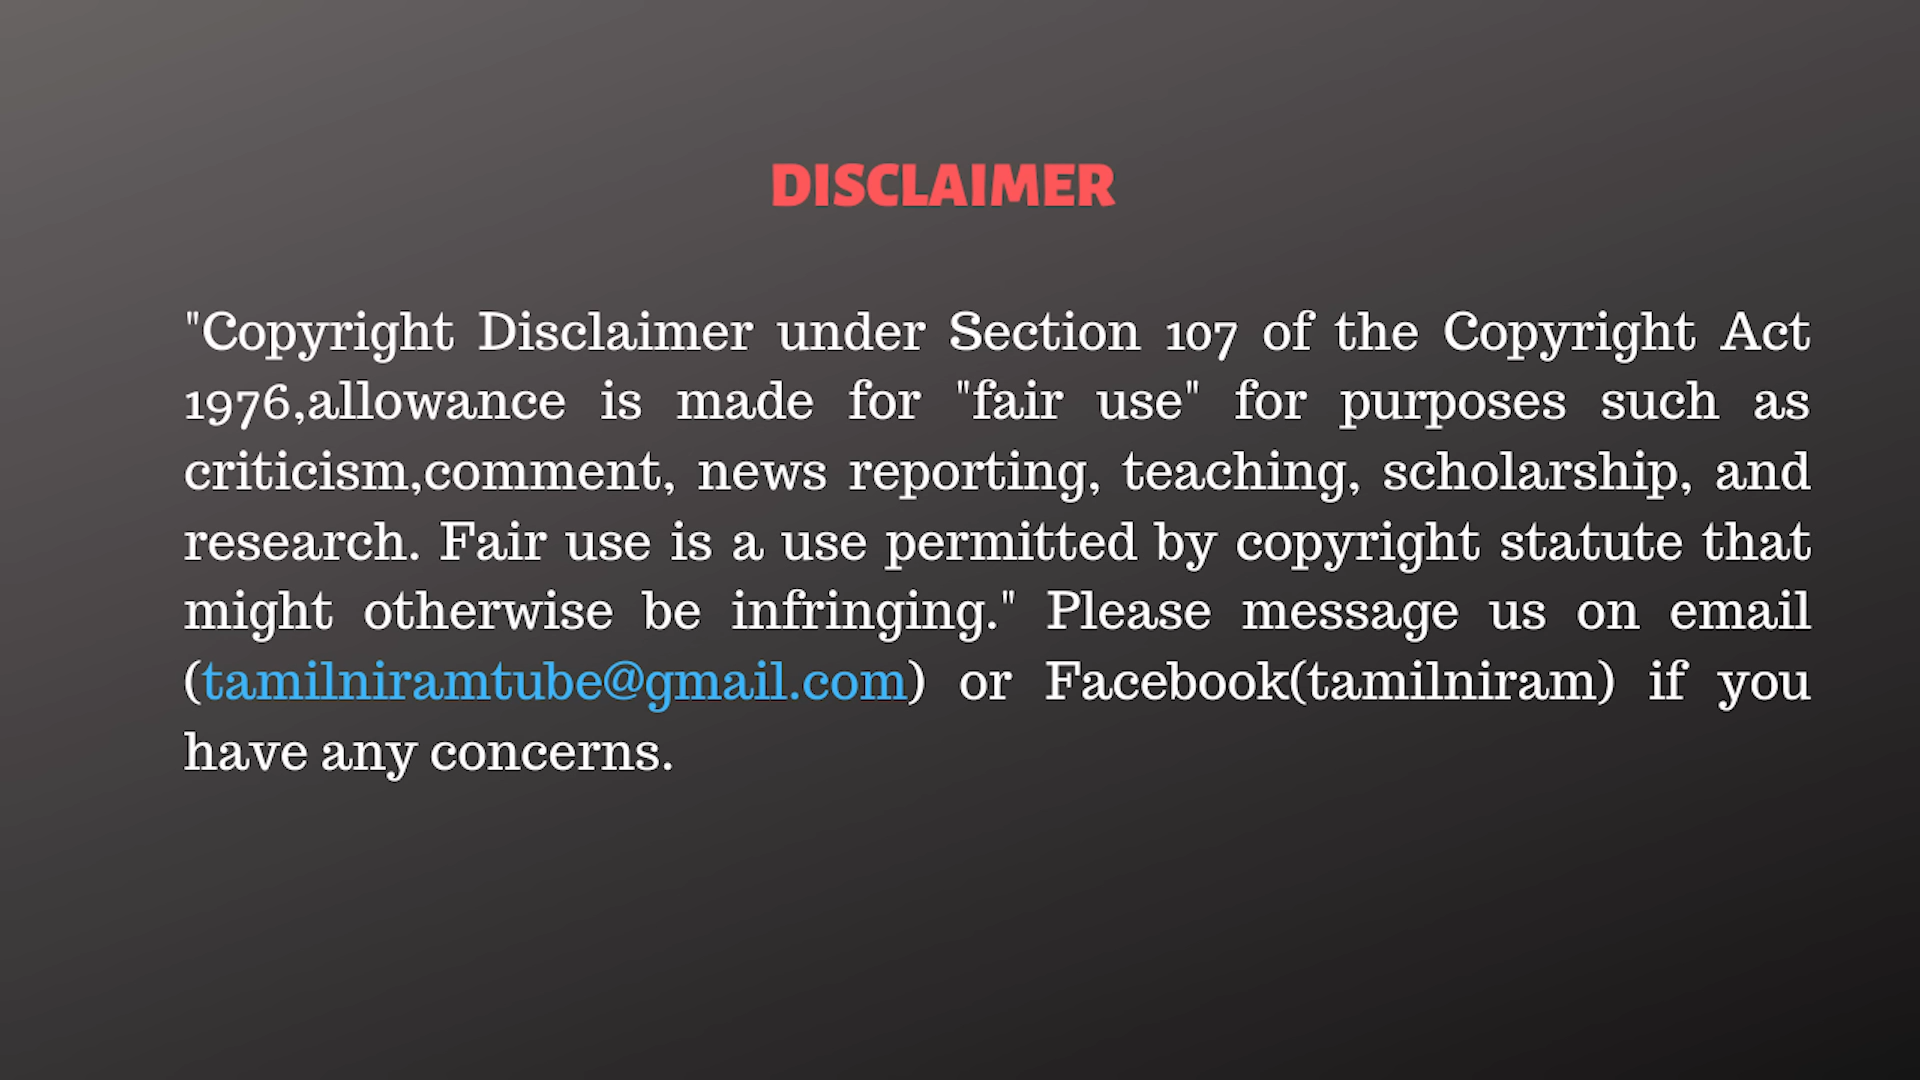 DISCLAIMER
"Copyright Disclaimer under Section 107 of the Copyright Act
1976,allowance is made for "fair use" for purposes such as
criticism,comment, news reporting, teaching, scholarship, and
research. Fair use is a use permitted by copyright statute that
might otherwise be infringing." Please message us on email
(tamilniramtube@gmail.com) or Facebook(tamilniram) if you
have any concerns.